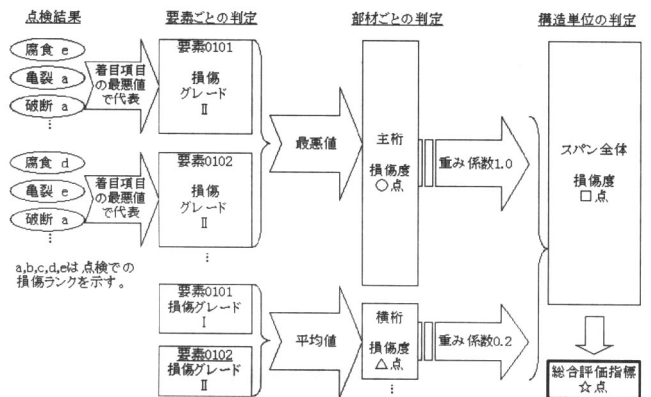 点検結果
要素ごとの判定
部材ごとの判定
構造単位の判定
腐食 e
亀裂 a
破断 a
⋮
着目項目
の最悪値
で代表
要素0101
損傷
グレード
Ⅱ
腐食 d
亀裂 e
破断 a
⋮
着目項目
の最悪値
で代表
要素0102
損傷
グレード
Ⅱ
⋮
最悪値
主桁
損傷度
○点
重み係数1.0
スパン全体
損傷度
□点
a,b,c,d,eは点検での
損傷ランクを示す。
要素0101
損傷グレード
Ⅰ
要素0102
損傷グレード
Ⅱ
平均値
横桁
損傷度
△点
⋮
重み係数0.2
総合評価指標
☆点